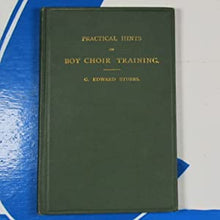 PRACTICAL HINTS
ON
BOY CHOIR TRAINING.
G. EDWARD STUBBS.